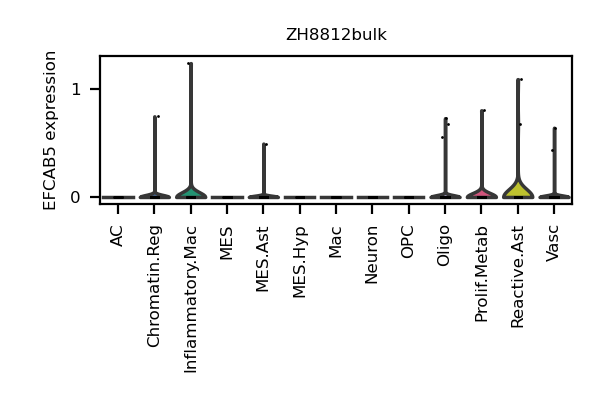 ZH8812bulk
EFCAB5 expression
1
0
AC
Chromatin.Reg
Inflammatory.Mac
MES
MES.Ast
MES.Hyp
Mac
Neuron
OPC
Oligo
Prolif.Metab
Reactive.Ast
Vasc